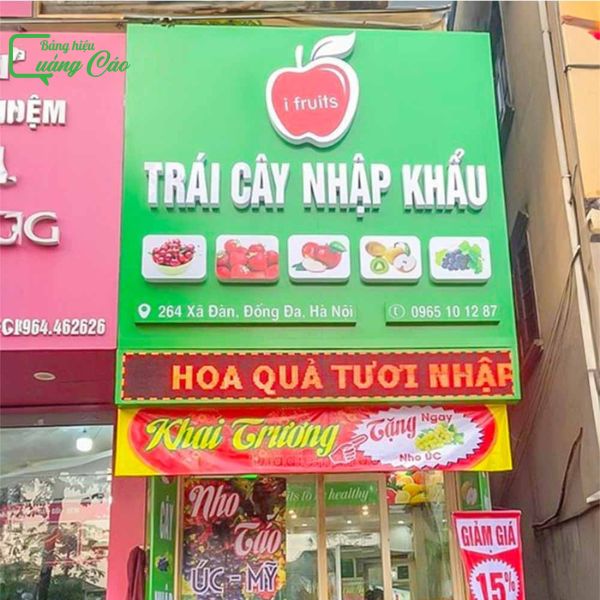 Bảng hiệu
Quảng Cáo
NHỆM
i fruits
TRÁI CÂY NHẬP KHẨU
264 Xã Đàn, Đống Đa, Hà Nội
0965 10 12 87
0964.462626
HOA QUẢ TƯƠI NHẬP
Khai Trương
Tặng Ngay
Nho ÚC
healthy
Nho
Táo
ÚC - MỸ
GIẢM GIÁ
15%